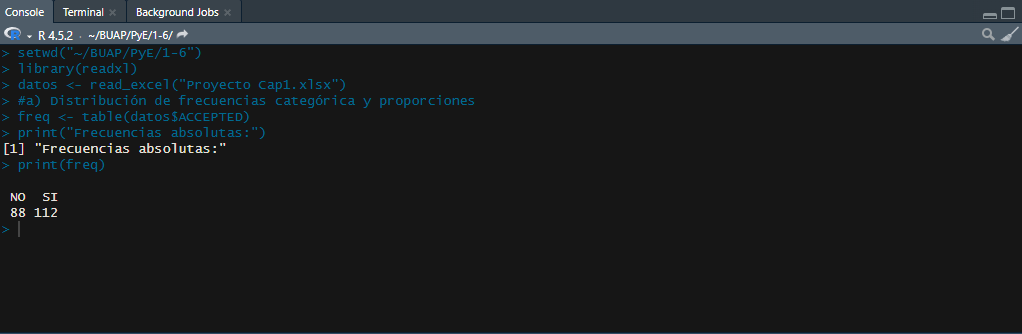 Console Terminal Background Jobs
R 4.5.2 · ~/BUAP/PyE/1-6/
> setwd("~/BUAP/PyE/1-6")
> library(readxl)
> datos <- read_excel("Proyecto Cap1.xlsx")
> #a) Distribución de frecuencias categórica y proporciones
> freq <- table(datos$ACCEPTED)
> print("Frecuencias absolutas:")
[1] "Frecuencias absolutas:"
> print(freq)
NO SI
88 112
>